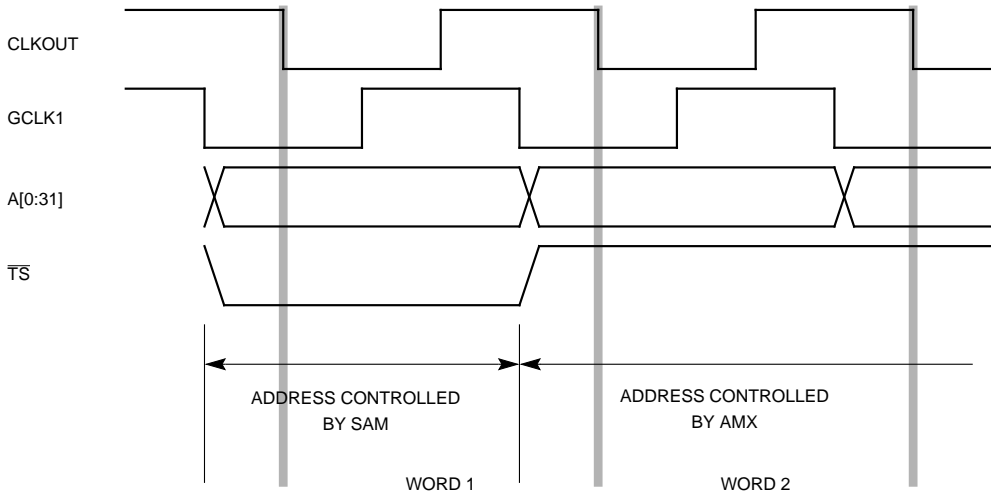 CLKOUT
GCLK1
A[0:31]
TS
ADDRESS CONTROLLED
BY SAM
ADDRESS CONTROLLED
BY AMX
WORD 1
WORD 2